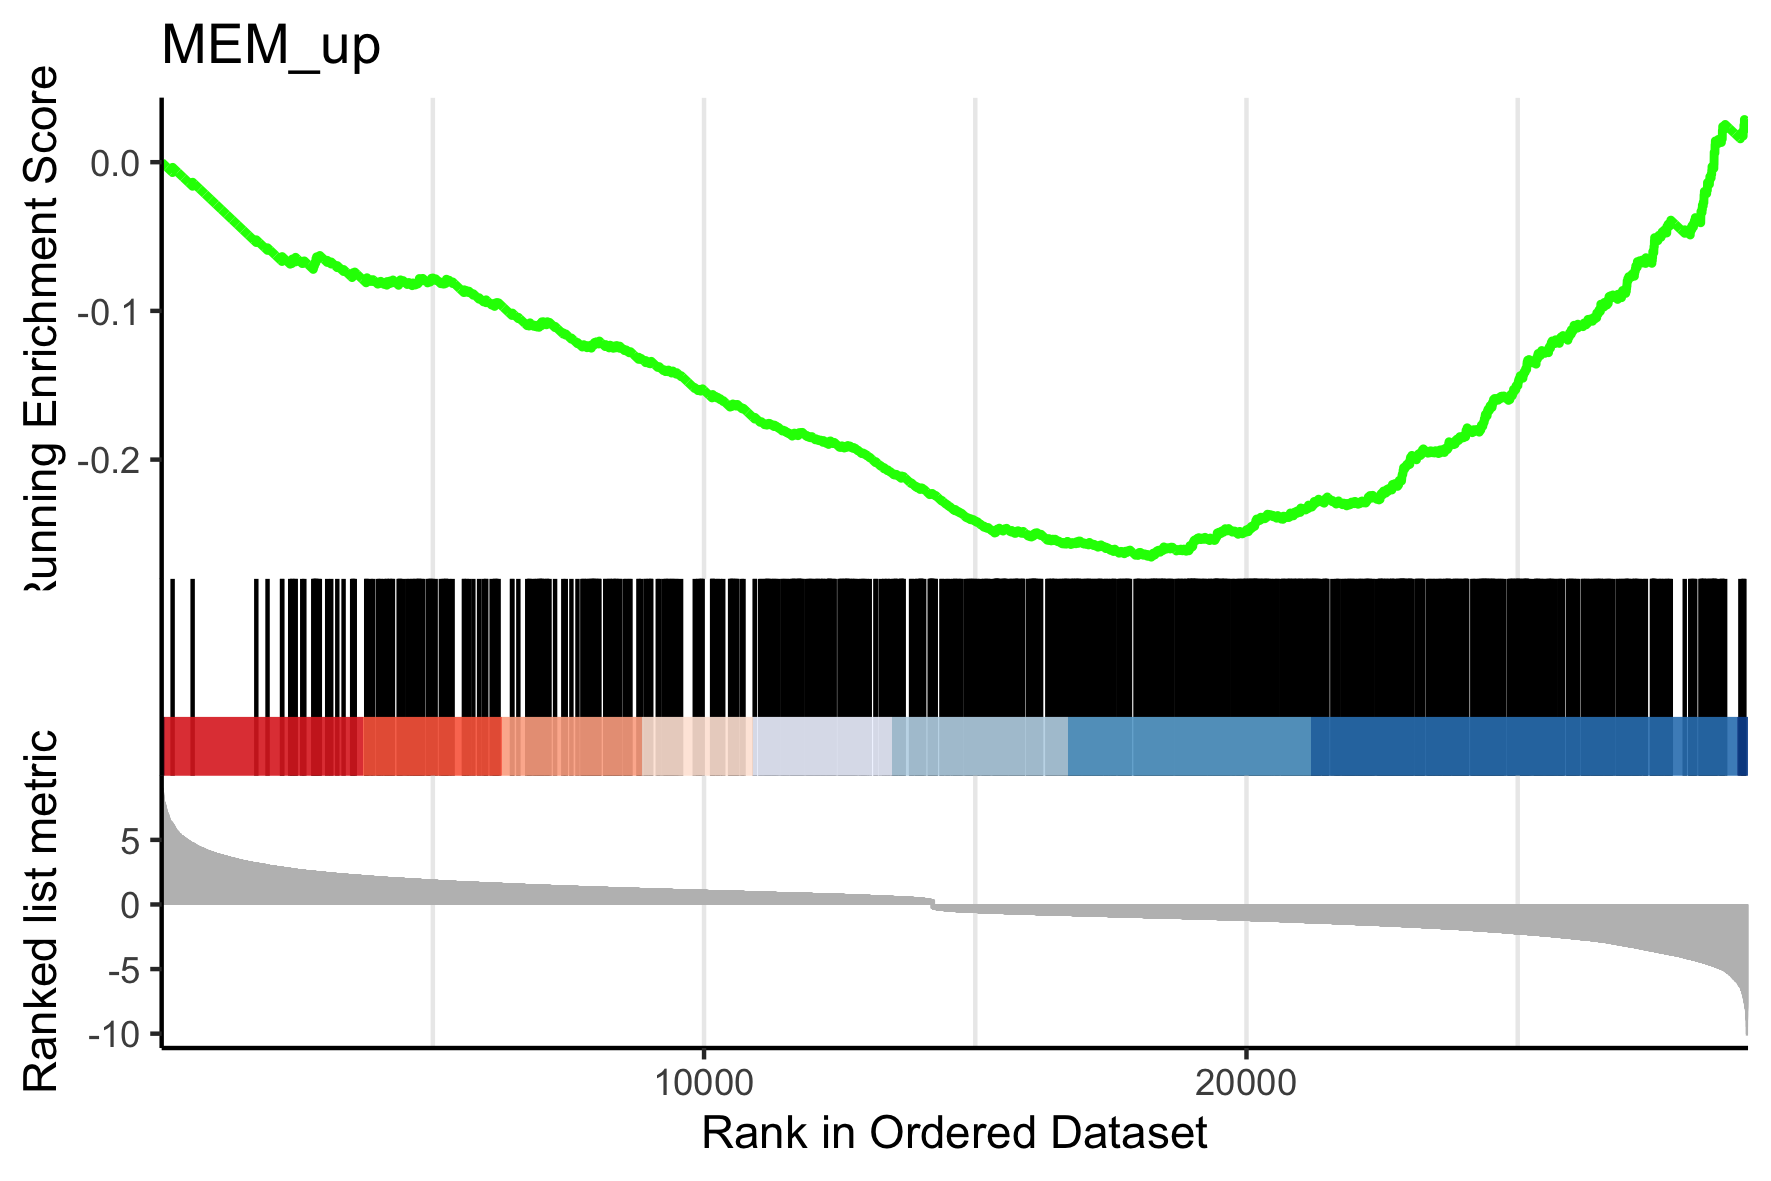 MEM_up
Running Enrichment Score
0.0
-0.1
-0.2
Ranked list metric
5
0
-5
-10
10000
20000
Rank in Ordered Dataset